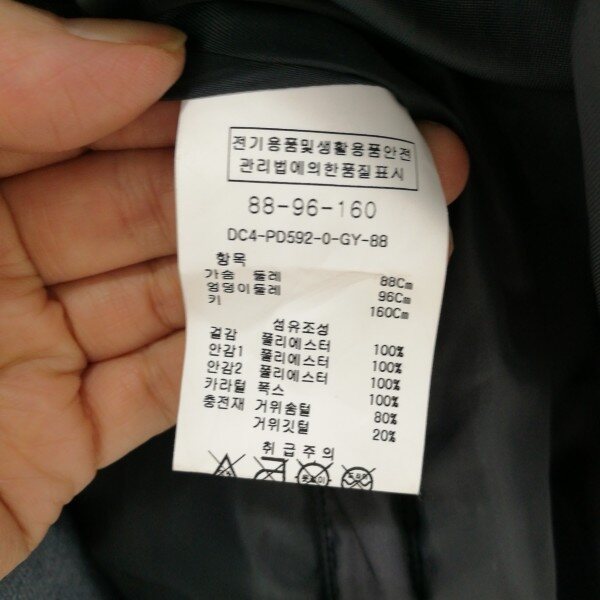 전기용품및생활용품안전
관리법에의한품질표시
88-96-160
DC4-PD592-0-GY-88
항목
가슴 둘레 88Cm
엉덩이둘레 96Cm
키 160Cm
섬유조성
겉감 폴리에스터 100%
안감1 폴리에스터 100%
안감2 폴리에스터 100%
카라털 폭스 100%
충전재 거위솜털 80%
거위깃털 20%
취급주의